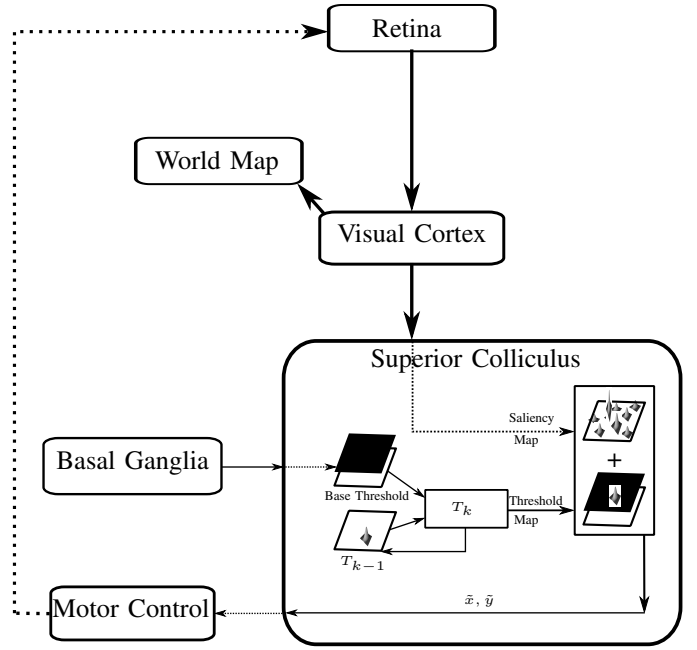 Retina
World Map
Visual Cortex
Superior Colliculus
Saliency
Map
+
Basal Ganglia
Base Threshold
T_k
Threshold
Map
T_{k-1}
Motor Control
x̃, ỹ